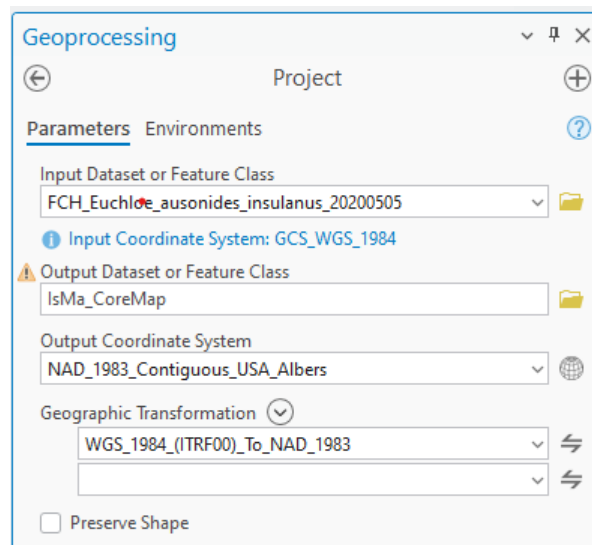 Geoprocessing
Project
Parameters Environments
Input Dataset or Feature Class
FCH_Euchloe_ausonides_insulanus_20200505
Input Coordinate System: GCS_WGS_1984
Output Dataset or Feature Class
IsMa_CoreMap
Output Coordinate System
NAD_1983_Contiguous_USA_Albers
Geographic Transformation
WGS_1984_(ITRF00)_To_NAD_1983
Preserve Shape